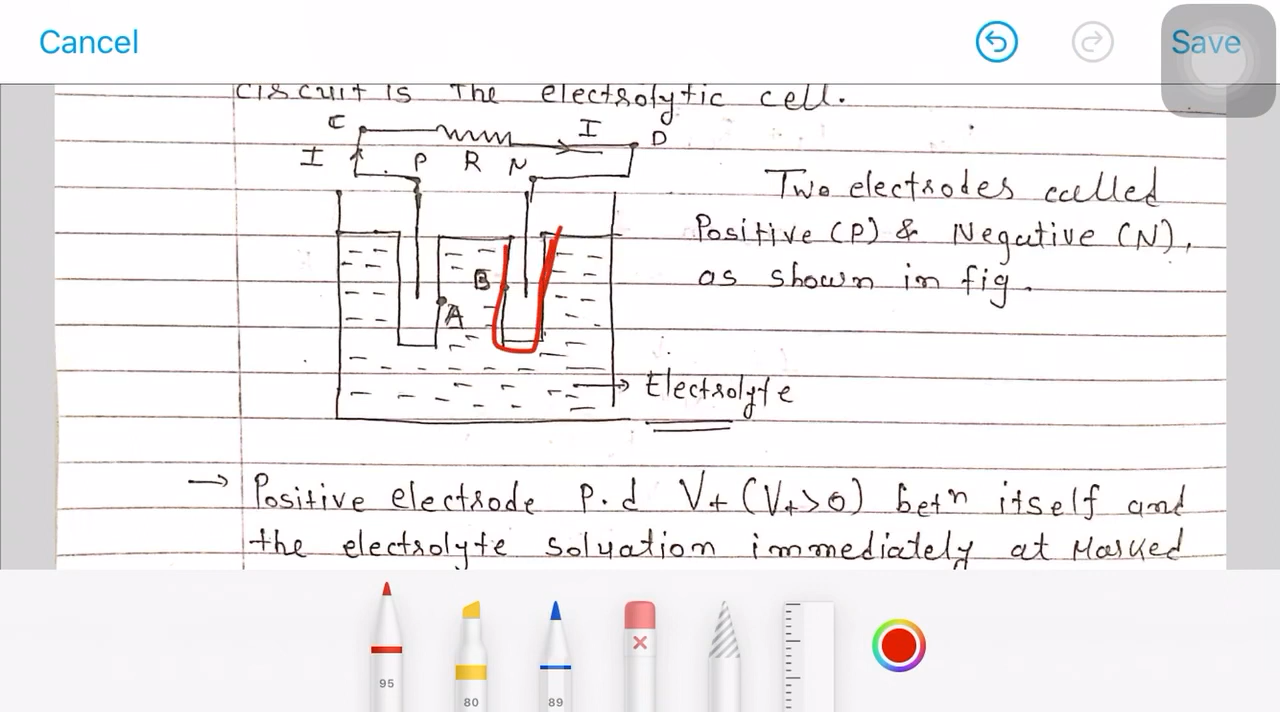 Cancel
Save
circuit is the electrolytic cell.
C
I
D
I
P R N
Two electrodes called
Positive (P) & Negative (N),
as shown in fig.
B
A
Electrolyte
→ Positive electrode P.d V+ (V+>0) betn itself and
the electrolyte soluation immediately at Marked
95
80
89